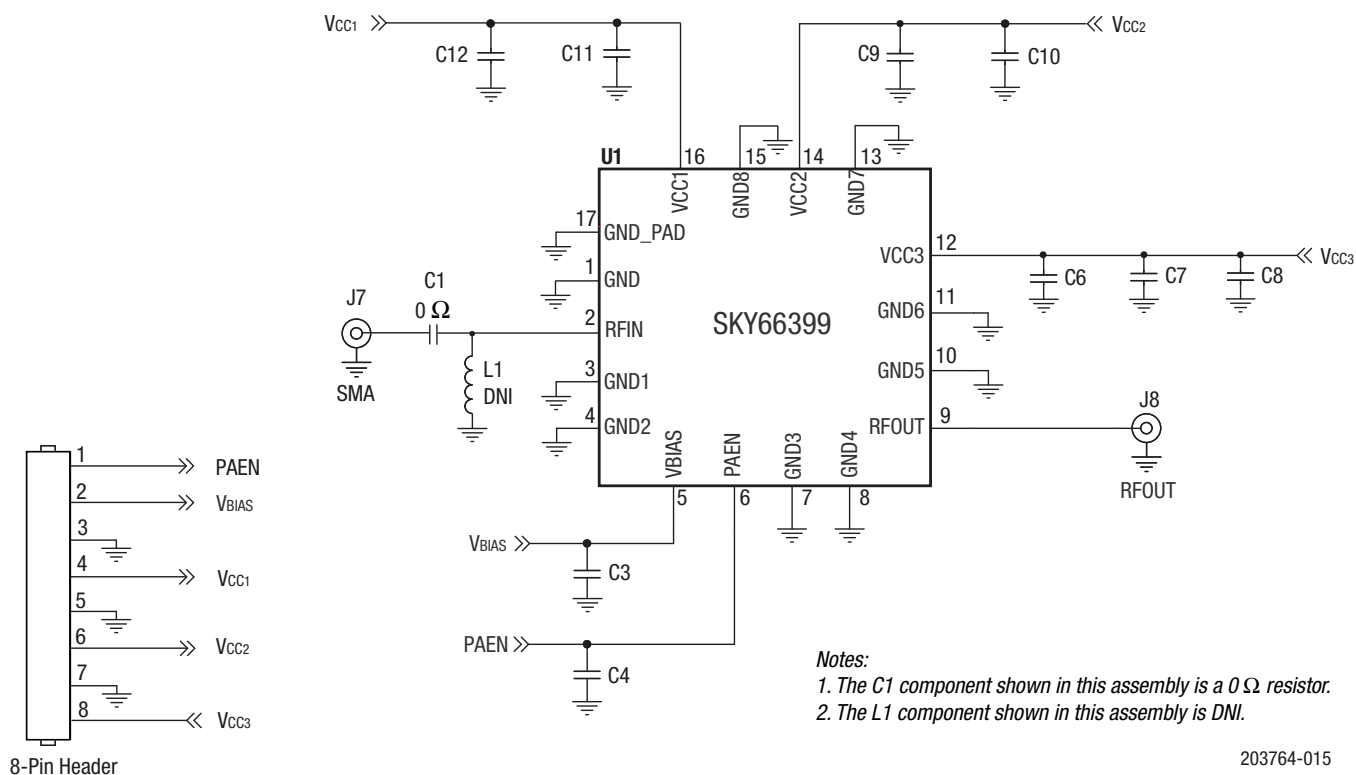 VCC1
VCC2
C12
C11
C9
C10
U1
16
15
14
13
VCC1
GND8
VCC2
GND7
17
GND_PAD
1
GND
2
RFIN
3
GND1
4
GND2
SKY66399
VCC3
12
GND6
11
GND5
10
RFOUT
9
VCC3
C6
C7
C8
C1
0 Ω
J7
SMA
L1
DNI
J8
RFOUT
VBIAS
PAEN
GND3
GND4
5
6
7
8
VBIAS
C3
PAEN
C4
1
PAEN
2
VBIAS
3
4
VCC1
5
6
VCC2
7
8
VCC3
8-Pin Header
Notes:
1. The C1 component shown in this assembly is a 0 Ω resistor.
2. The L1 component shown in this assembly is DNI.
203764-015